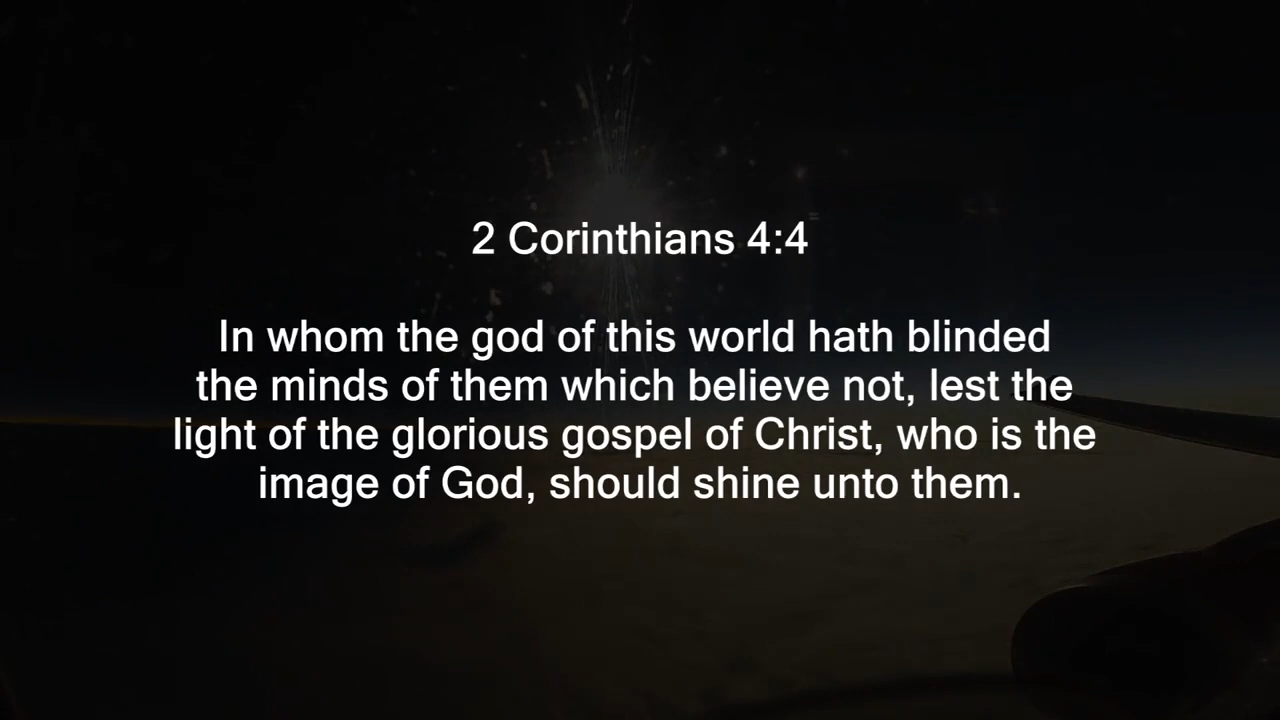 2 Corinthians 4:4
In whom the god of this world hath blinded
the minds of them which believe not, lest the
light of the glorious gospel of Christ, who is the
image of God, should shine unto them.